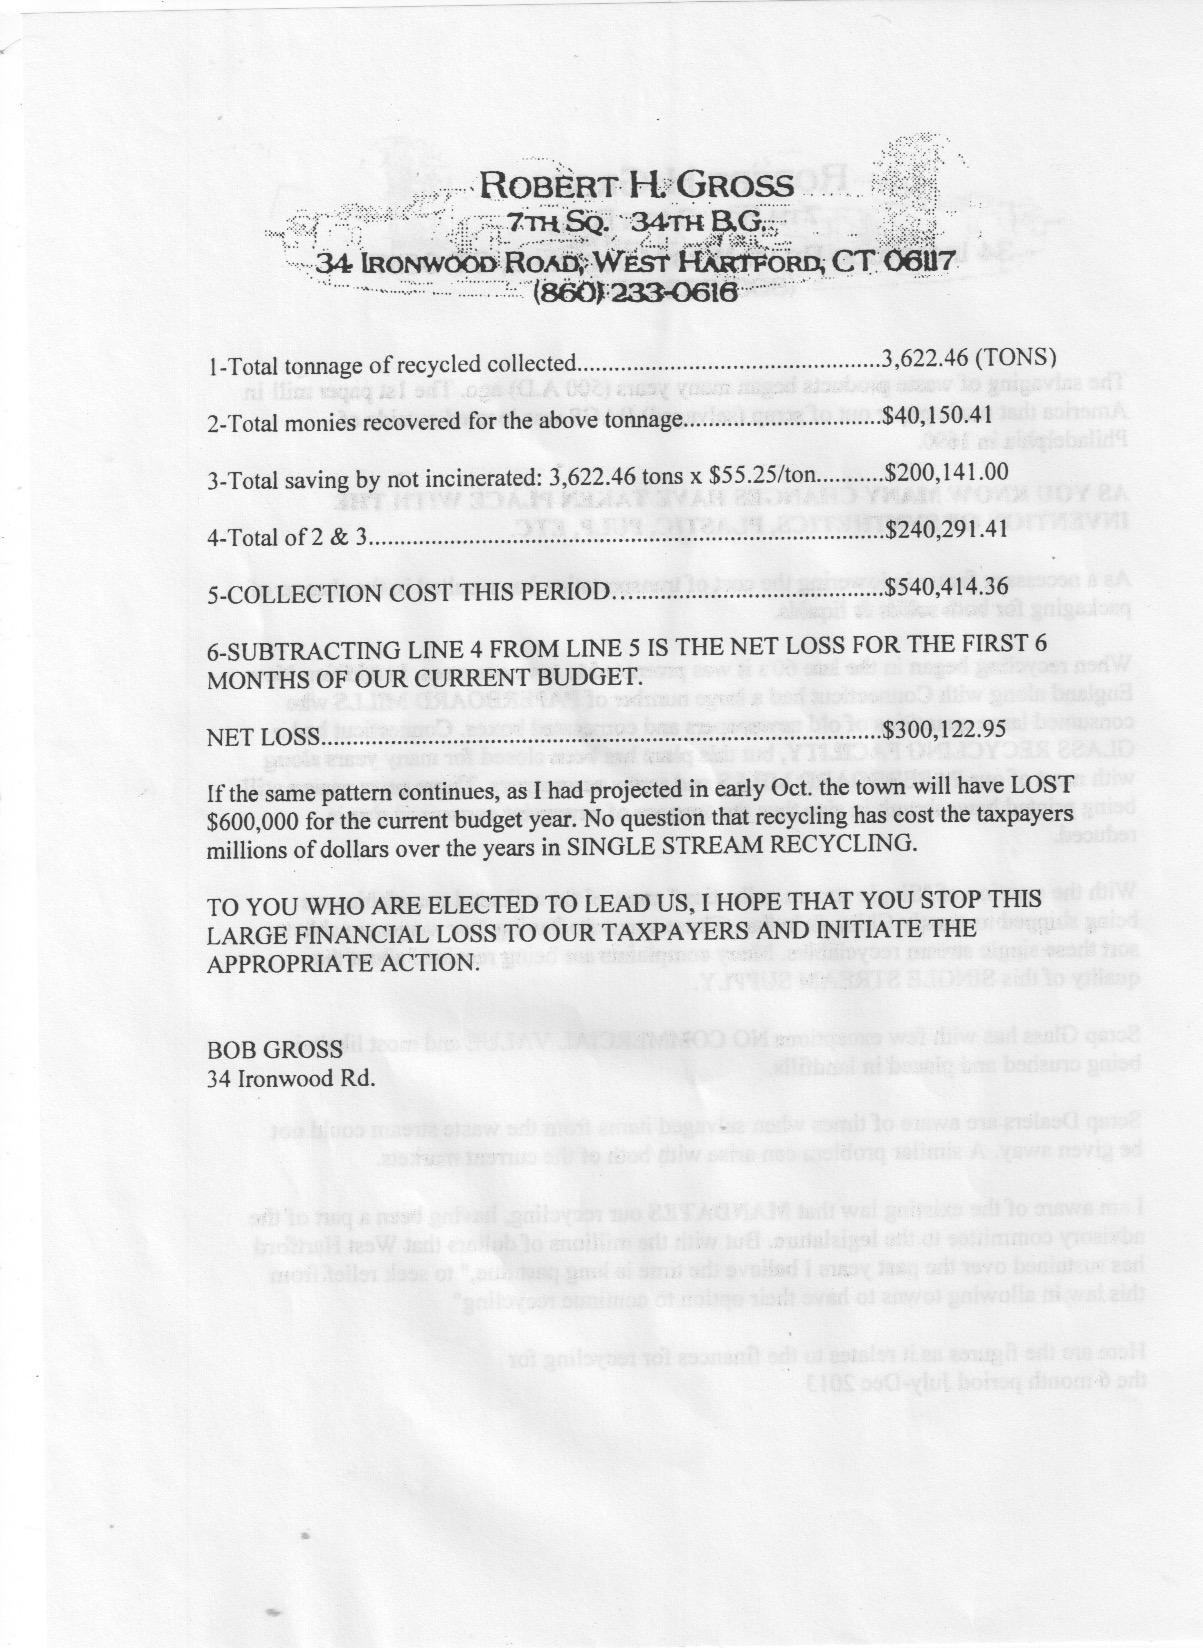 ROBERT H. GROSS
7TH SQ. 34TH B.G.
34 IRONWOOD ROAD, WEST HARTFORD, CT 06117
(860) 233-0616
1-Total tonnage of recycled collected..................................................3,622.46 (TONS)
2-Total monies recovered for the above tonnage.................................$40,150.41
3-Total saving by not incinerated: 3,622.46 tons x $55.25/ton...........$200,141.00
4-Total of 2 & 3.....................................................................................$240,291.41
5-COLLECTION COST THIS PERIOD.............................................$540,414.36
6-SUBTRACTING LINE 4 FROM LINE 5 IS THE NET LOSS FOR THE FIRST 6
MONTHS OF OUR CURRENT BUDGET.
NET LOSS.............................................................................................$300,122.95
If the same pattern continues, as I had projected in early Oct. the town will have LOST
$600,000 for the current budget year. No question that recycling has cost the taxpayers
millions of dollars over the years in SINGLE STREAM RECYCLING.
TO YOU WHO ARE ELECTED TO LEAD US, I HOPE THAT YOU STOP THIS
LARGE FINANCIAL LOSS TO OUR TAXPAYERS AND INITIATE THE
APPROPRIATE ACTION.
BOB GROSS
34 Ironwood Rd.